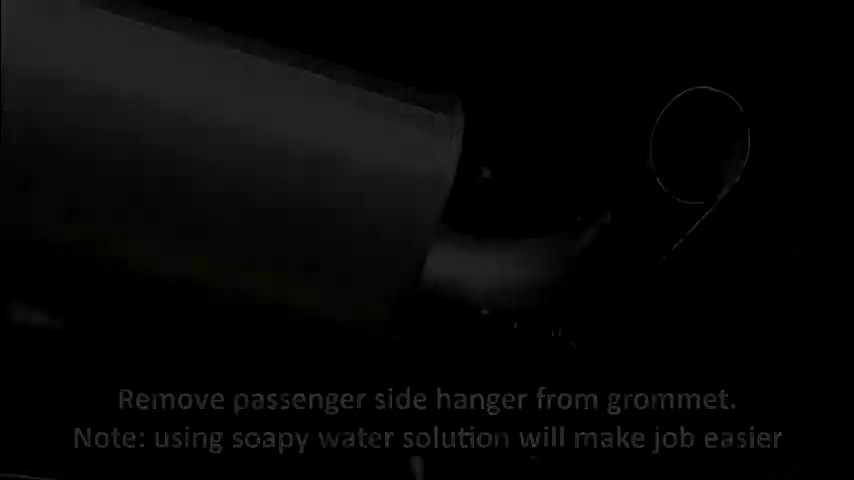 Remove passenger side hanger from grommet.
Note: using soapy water solution will make job easier